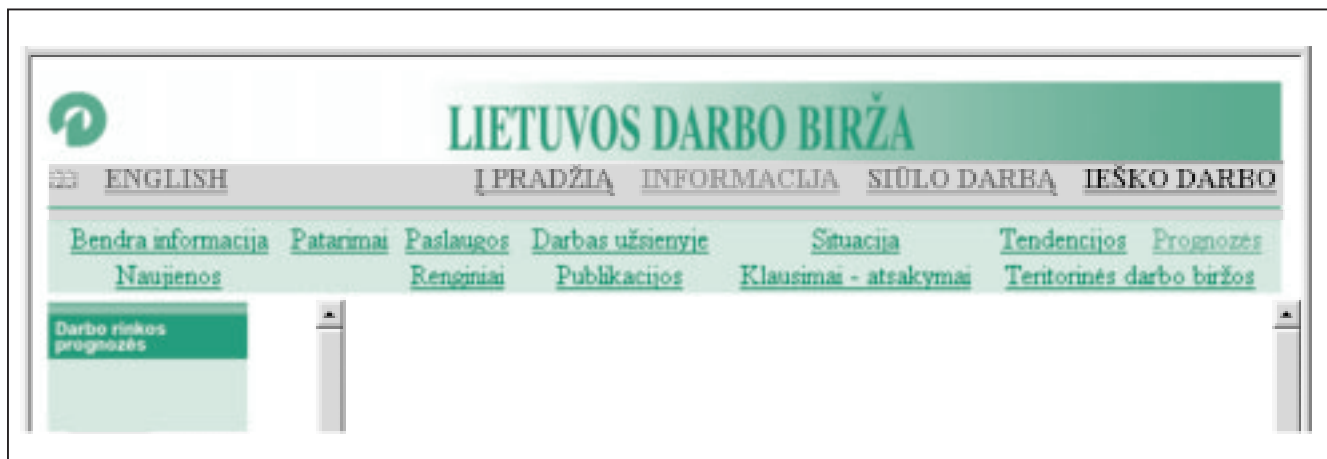 LIETUVOS DARBO BIRŽA
ENGLISH Į PRADŽIĄ INFORMACIJA SIŪLO DARBĄ IEŠKO DARBO
Bendra informacija Patarimai Paslaugos Darbas užsienyje Situacija Tendencijos Prognozės
Naujienos Renginiai Publikacijos Klausimai - atsakymai Teritorinės darbo biržos
Darbo rinkos
prognozės